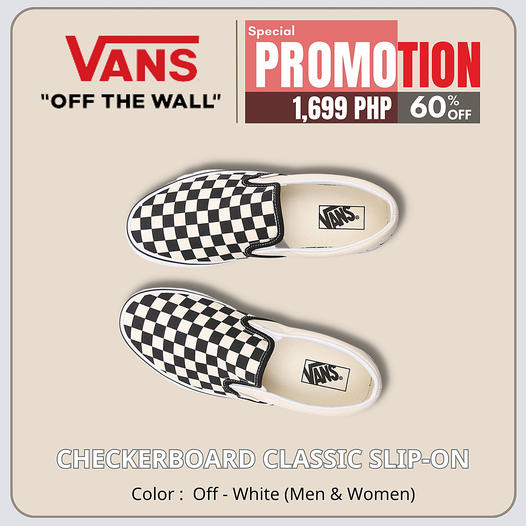 VANS
"OFF THE WALL"
Special
PROMOTION
1,699 PHP
60% OFF
VANS
VANS
CHECKERBOARD CLASSIC SLIP-ON
Color : Off - White (Men & Women)